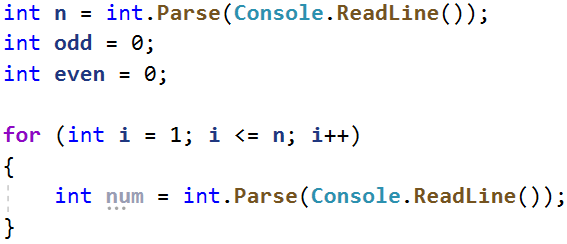 int n = int.Parse(Console.ReadLine());
int odd = 0;
int even = 0;
for (int i = 1; i <= n; i++)
{
int num = int.Parse(Console.ReadLine());
}